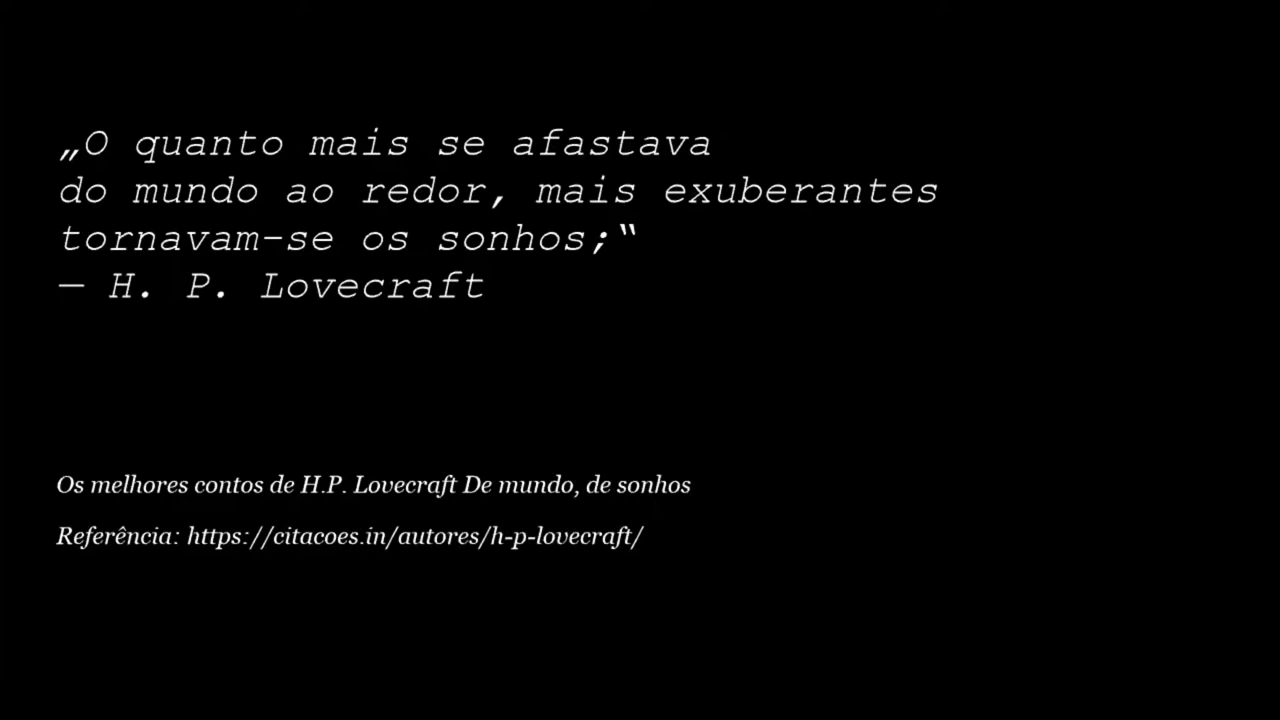 „O quanto mais se afastava
do mundo ao redor, mais exuberantes
tornavam-se os sonhos;‟
— H. P. Lovecraft
Os melhores contos de H.P. Lovecraft De mundo, de sonhos
Referência: https://citacoes.in/autores/h-p-lovecraft/